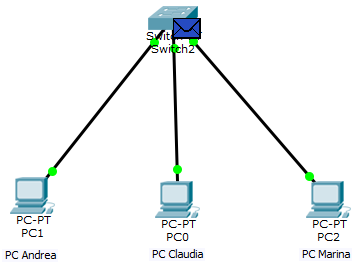 Switch2
PC-PT
PC1
PC Andrea
PC-PT
PC0
PC Claudia
PC-PT
PC2
PC Marina